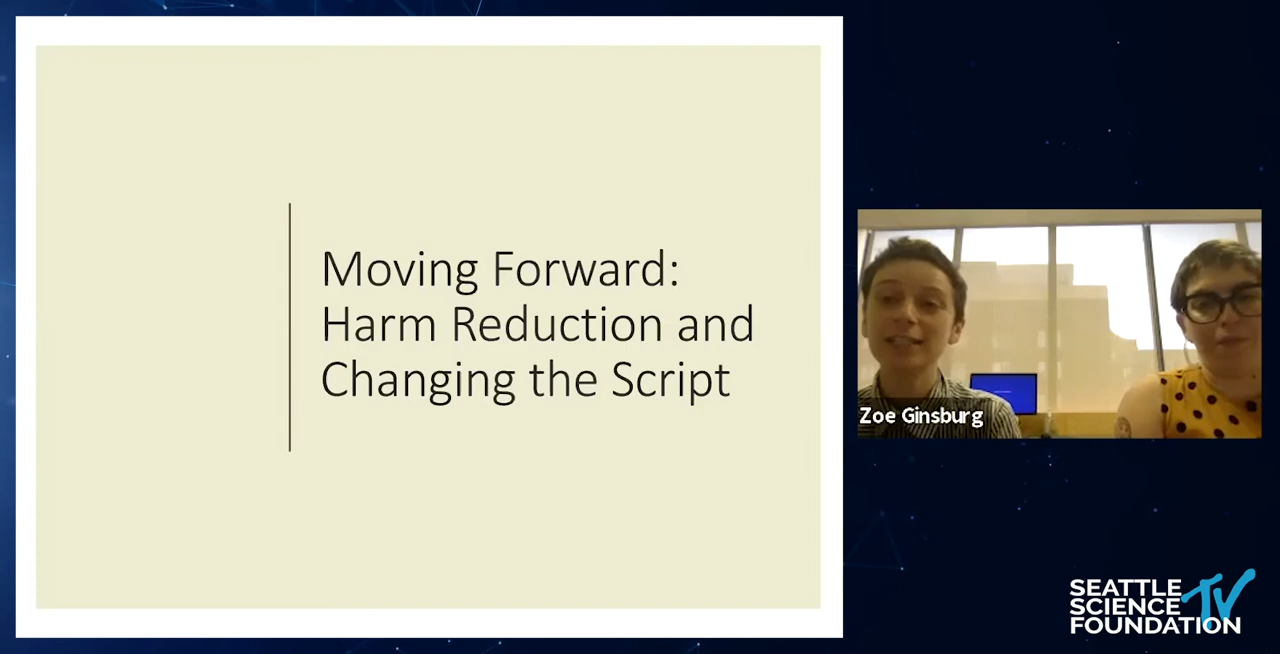 Moving Forward:
Harm Reduction and
Changing the Script
Zoe Ginsburg
SEATTLE
SCIENCE
FOUNDATION
TV